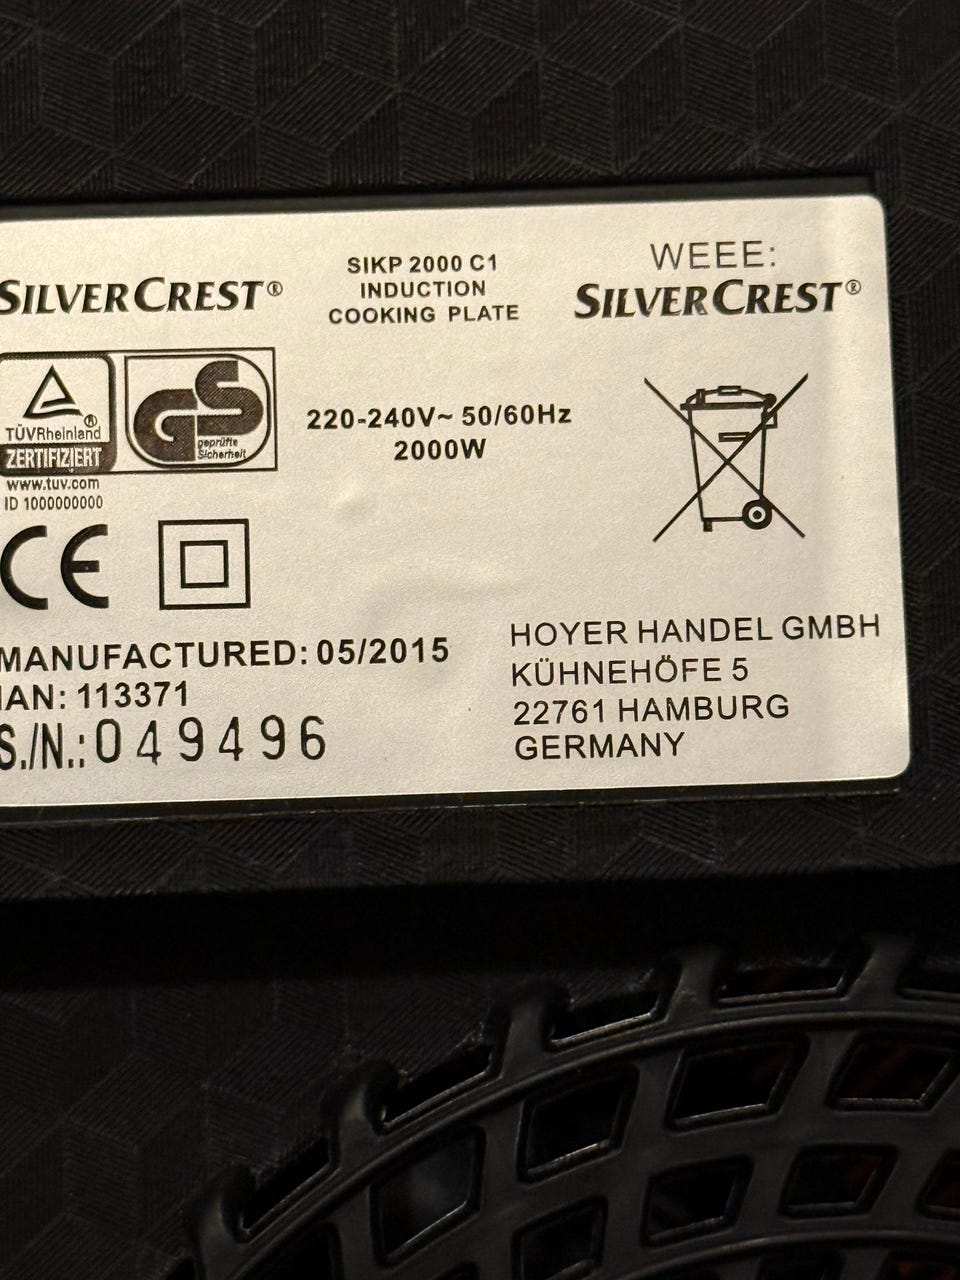 SILVERCREST®
SIKP 2000 C1
INDUCTION
COOKING PLATE
WEEE:
SILVERCREST®
TÜVRheinland®
ZERTIFIZIERT
www.tuv.com
ID 1000000000
GS
geprüfte
Sicherheit
220-240V~ 50/60Hz
2000W
CE
MANUFACTURED: 05/2015
IAN: 113371
S./N.: 049496
HOYER HANDEL GMBH
KÜHNEHÖFE 5
22761 HAMBURG
GERMANY